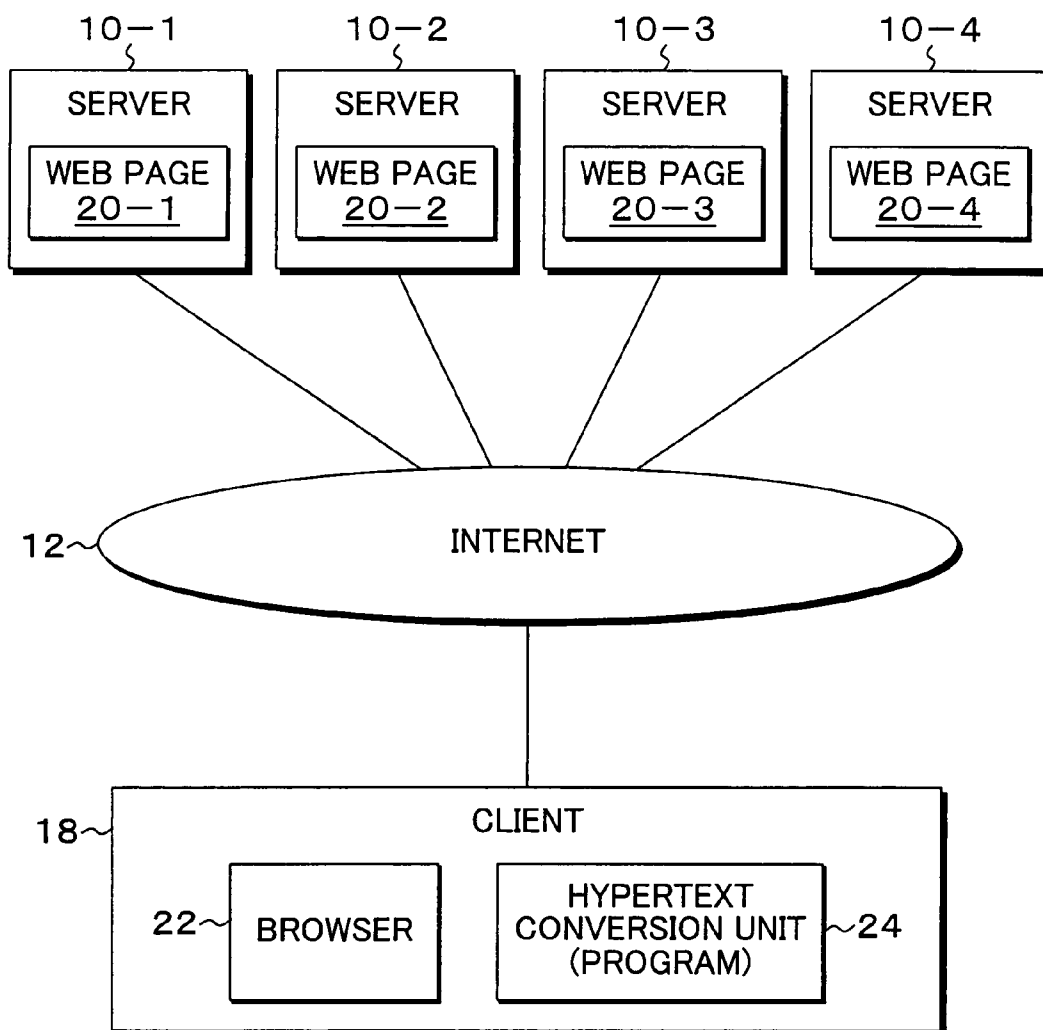 10-1 10-2 10-3 10-4
SERVER SERVER SERVER SERVER
WEB PAGE WEB PAGE WEB PAGE WEB PAGE
20-1 20-2 20-3 20-4
12 INTERNET
18 CLIENT
HYPERTEXT
22 BROWSER CONVERSION UNIT 24
(PROGRAM)